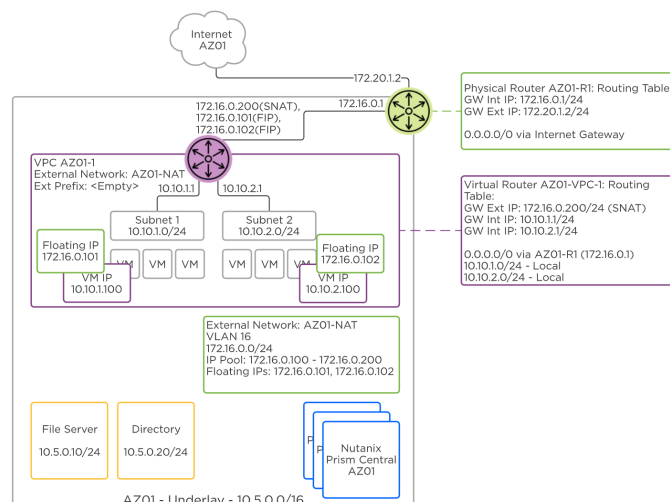 Internet
AZ01
172.20.1.2
172.16.0.200(SNAT),
172.16.0.101(FIP),
172.16.0.102(FIP)
172.16.0.1
Physical Router AZ01-R1: Routing Table
GW Int IP: 172.16.0.1/24
GW Ext IP: 172.20.1.2/24
0.0.0.0/0 via Internet Gateway
VPC AZ01-1
External Network: AZ01-NAT
Ext Prefix: <Empty>
10.10.1.1
10.10.2.1
Virtual Router AZ01-VPC-1: Routing
Table:
GW Ext IP: 172.16.0.200/24 (SNAT)
GW Int IP: 10.10.1.1/24
GW Int IP: 10.10.2.1/24
0.0.0.0/0 via AZ01-R1 (172.16.0.1)
10.10.1.0/24 - Local
10.10.2.0/24 - Local
Subnet 1
10.10.1.0/24
Subnet 2
10.10.2.0/24
Floating IP
172.16.0.101
VM
VM
VM
VM IP
10.10.1.100
VM
VM
VM
Floating IP
172.16.0.102
VM IP
10.10.2.100
External Network: AZ01-NAT
VLAN 16
172.16.0.0/24
IP Pool: 172.16.0.100 - 172.16.0.200
Floating IPs: 172.16.0.101, 172.16.0.102
File Server
10.5.0.10/24
Directory
10.5.0.20/24
P
P
Nutanix
Prism Central
AZ01
AZ01 - Underlay - 10.5.0.0/16